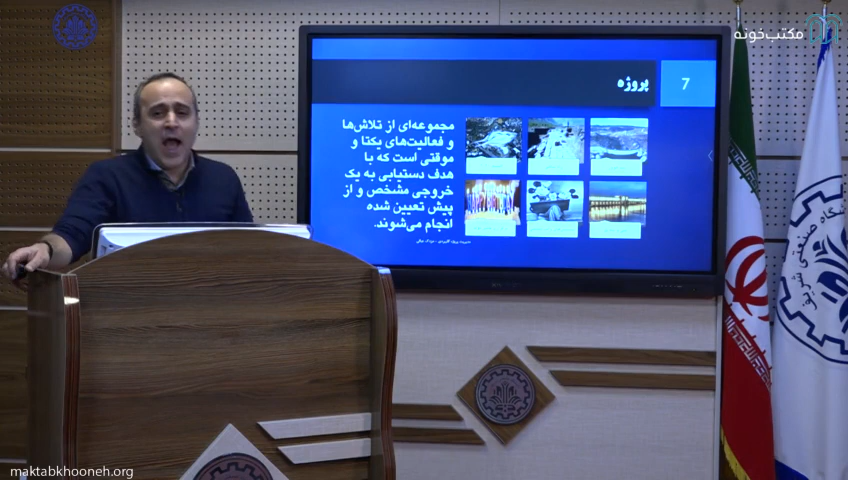 مکتب‌خونه
پروژه
7
مجموعه‌ای از تلاش‌ها
و فعالیت‌های یکتا و
موقتی است که با
هدف دستیابی به یک
خروجی مشخص و از
پیش تعیین شده
انجام می‌شوند.
maktabkhooneh.org